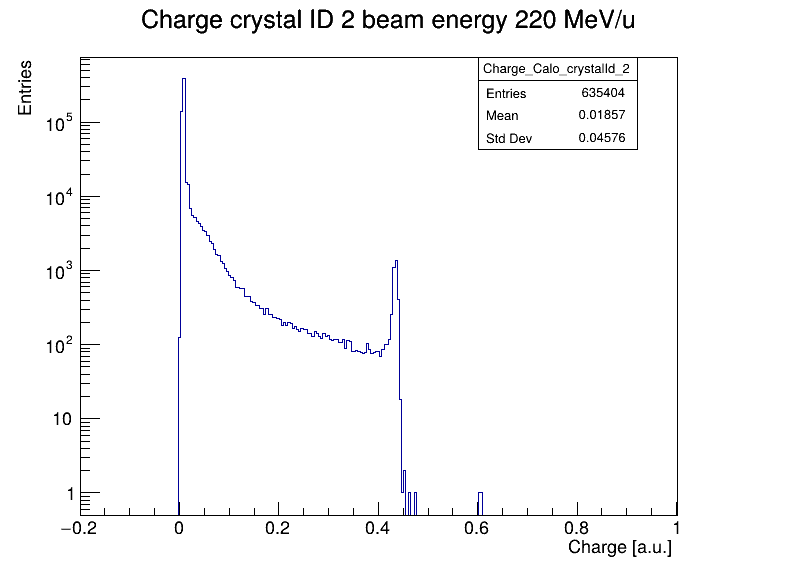 Charge crystal ID 2 beam energy 220 MeV/u
Entries
Charge_Calo_crystalId_2
Entries 635404
Mean 0.01857
Std Dev 0.04576
10^5
10^4
10^3
10^2
10
1
−0.2 0 0.2 0.4 0.6 0.8 1
Charge [a.u.]